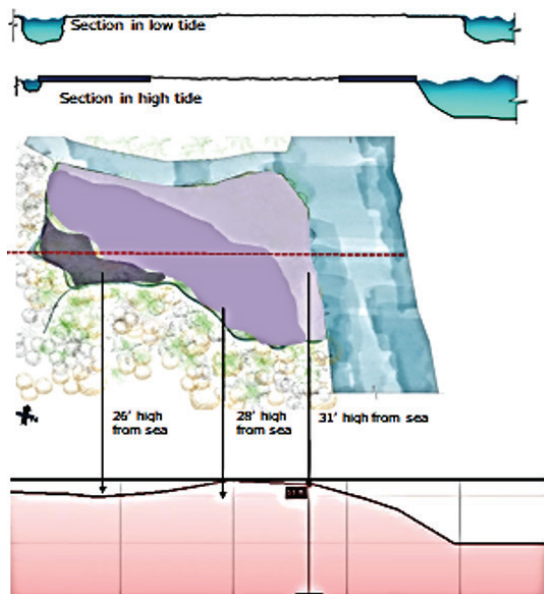 Section in low tide
Section in high tide
26' high
from sea
28' high
from sea
31' high from sea